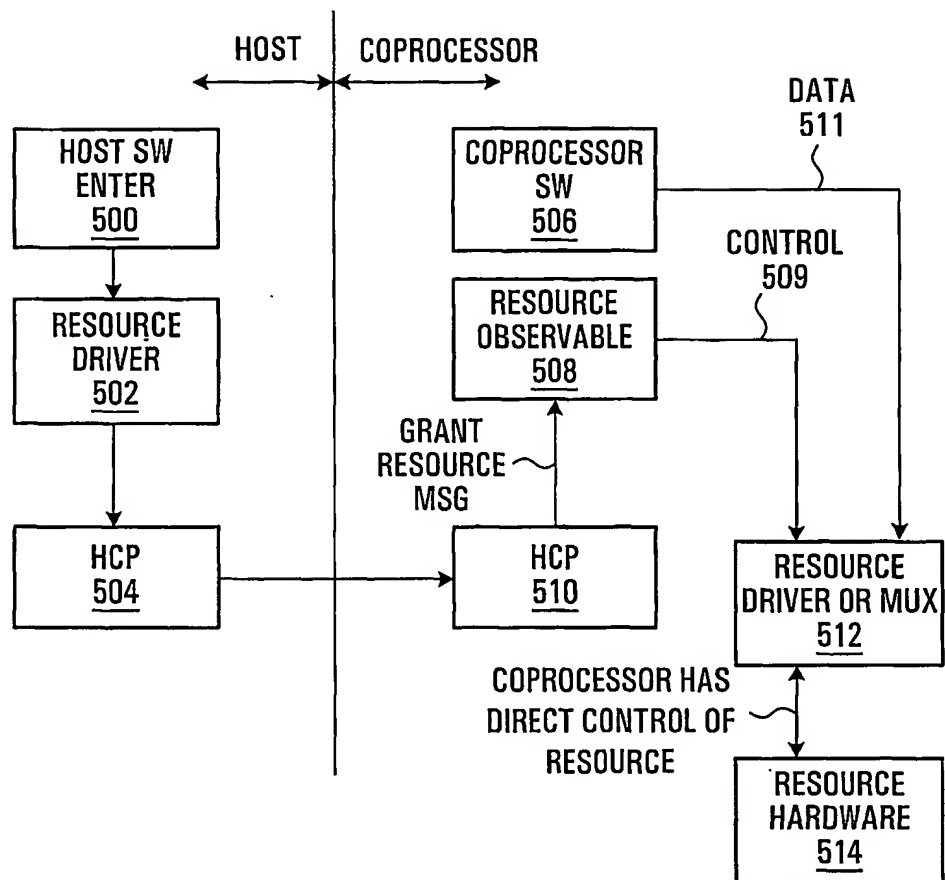 HOST
COPROCESSOR
DATA
511
HOST SW
ENTER
500
COPROCESSOR
SW
506
CONTROL
509
RESOURCE
DRIVER
502
RESOURCE
OBSERVABLE
508
GRANT
RESOURCE
MSG
HCP
504
HCP
510
RESOURCE
DRIVER OR MUX
512
COPROCESSOR HAS
DIRECT CONTROL OF
RESOURCE
RESOURCE
HARDWARE
514